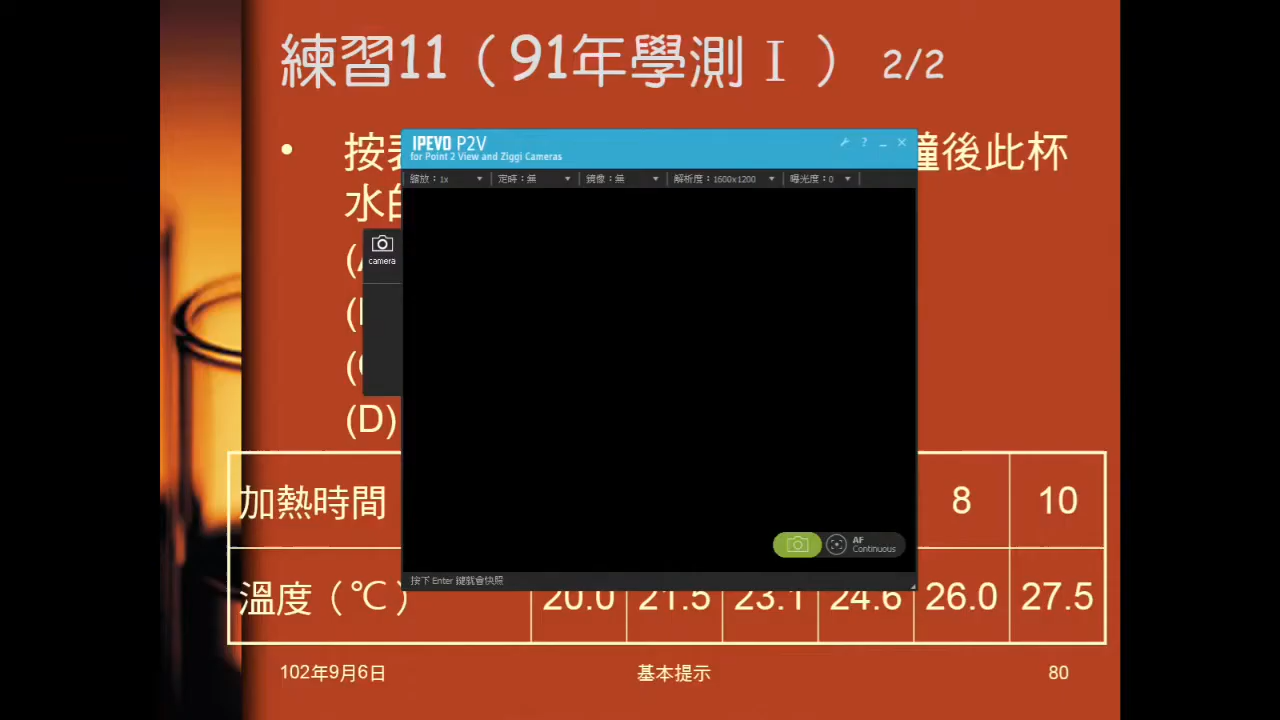 練習11（91年學測Ⅰ） 2/2
• 按
後此杯
水
(D)
IPEVO P2V
for Point 2 View and Ziggi Cameras
縮放：1x 定時：無 鏡像：無 解析度：1600x1200 曝光度：0
camera
AF
Continuous
按下 Enter 鍵就會快照
加熱時間 8 10
溫度（℃） 20.0 21.5 23.1 24.6 26.0 27.5
102年9月6日 基本提示 80